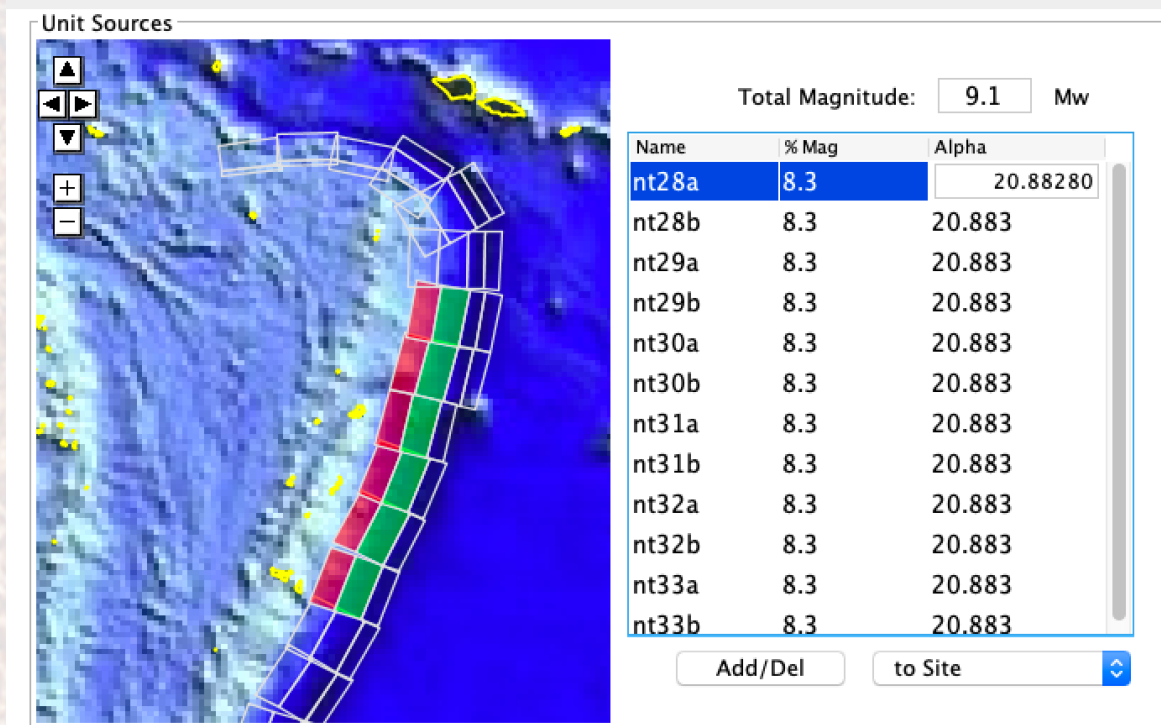 Unit Sources
Total Magnitude: 9.1 Mw
Name % Mag Alpha
nt28a 8.3 20.88280
nt28b 8.3 20.883
nt29a 8.3 20.883
nt29b 8.3 20.883
nt30a 8.3 20.883
nt30b 8.3 20.883
nt31a 8.3 20.883
nt31b 8.3 20.883
nt32a 8.3 20.883
nt32b 8.3 20.883
nt33a 8.3 20.883
nt33b 8.3 20.883
Add/Del to Site